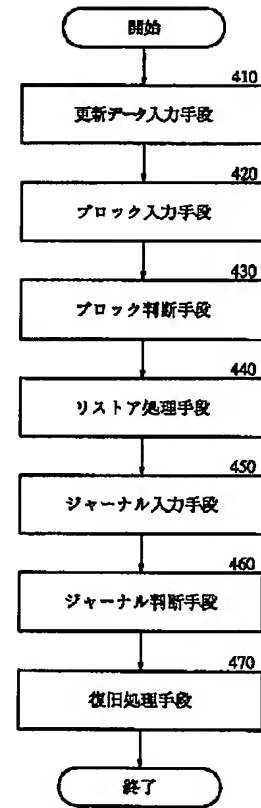 開始
410
更新データ入力手段
420
ブロック入力手段
430
ブロック判断手段
440
リストア処理手段
450
ジャーナル入力手段
460
ジャーナル判断手段
470
復旧処理手段
終了